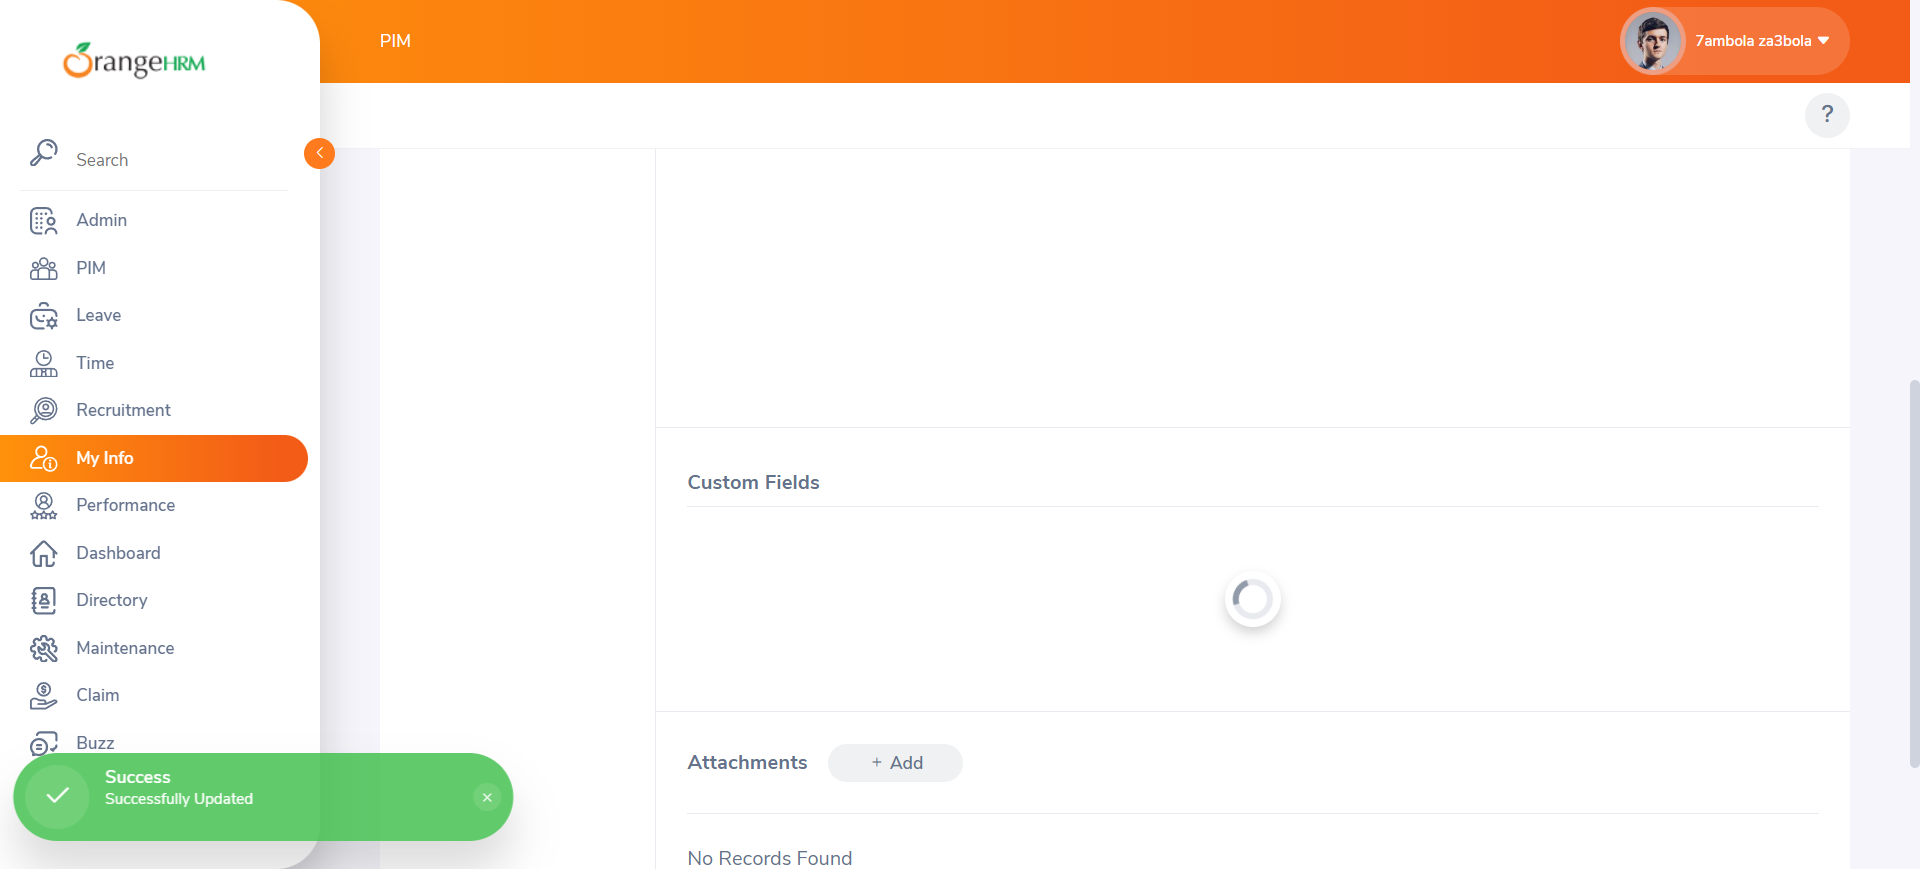 OrangeHRM
PIM
7ambola za3bola
?
Search
Admin
PIM
Leave
Time
Recruitment
My Info
Performance
Dashboard
Directory
Maintenance
Claim
Buzz
Custom Fields
Attachments
+ Add
No Records Found
Success
Successfully Updated
×